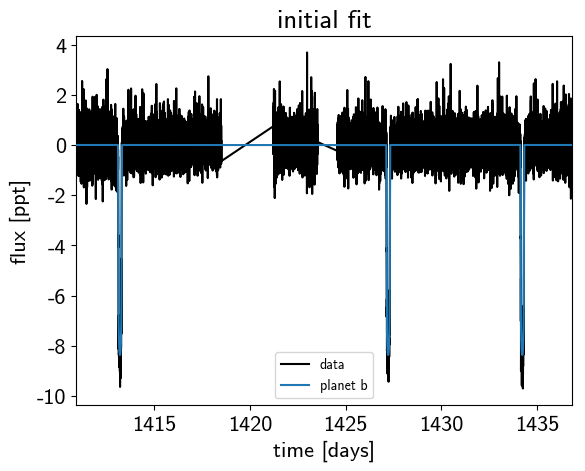 initial fit
flux [ppt]
4
2
0
-2
-4
-6
-8
-10
data
planet b
1415 1420 1425 1430 1435
time [days]